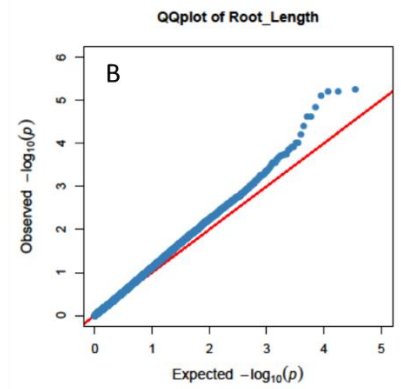 QQplot of Root_Length
B
6
5
4
3
2
1
0
Observed −log10(p)
0 1 2 3 4 5
Expected −log10(p)